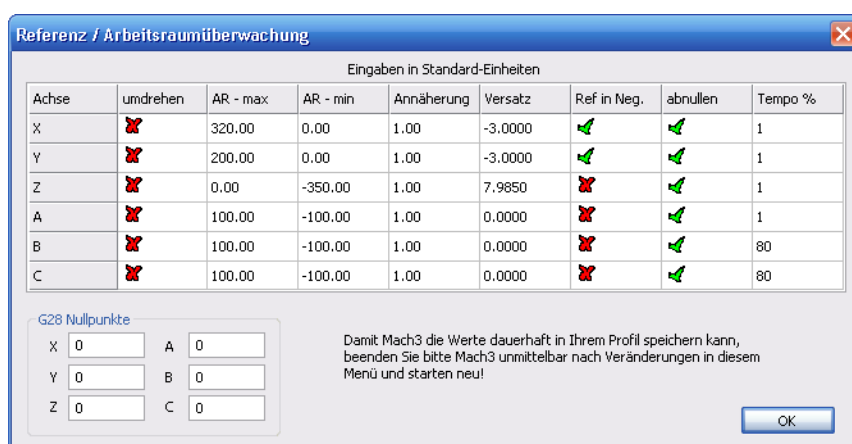 Referenz / Arbeitsraumüberwachung
Eingaben in Standard-Einheiten
Achse umdrehen AR - max AR - min Annäherung Versatz Ref in Neg. abnullen Tempo %
X 320.00 0.00 1.00 -3.0000 1
Y 200.00 0.00 1.00 -3.0000 1
Z 0.00 -350.00 1.00 7.9850 1
A 100.00 -100.00 1.00 0.0000 1
B 100.00 -100.00 1.00 0.0000 80
C 100.00 -100.00 1.00 0.0000 80
G28 Nullpunkte
X 0 A 0
Y 0 B 0
Z 0 C 0
Damit Mach3 die Werte dauerhaft in Ihrem Profil speichern kann,
beenden Sie bitte Mach3 unmittelbar nach Veränderungen in diesem
Menü und starten neu!
OK